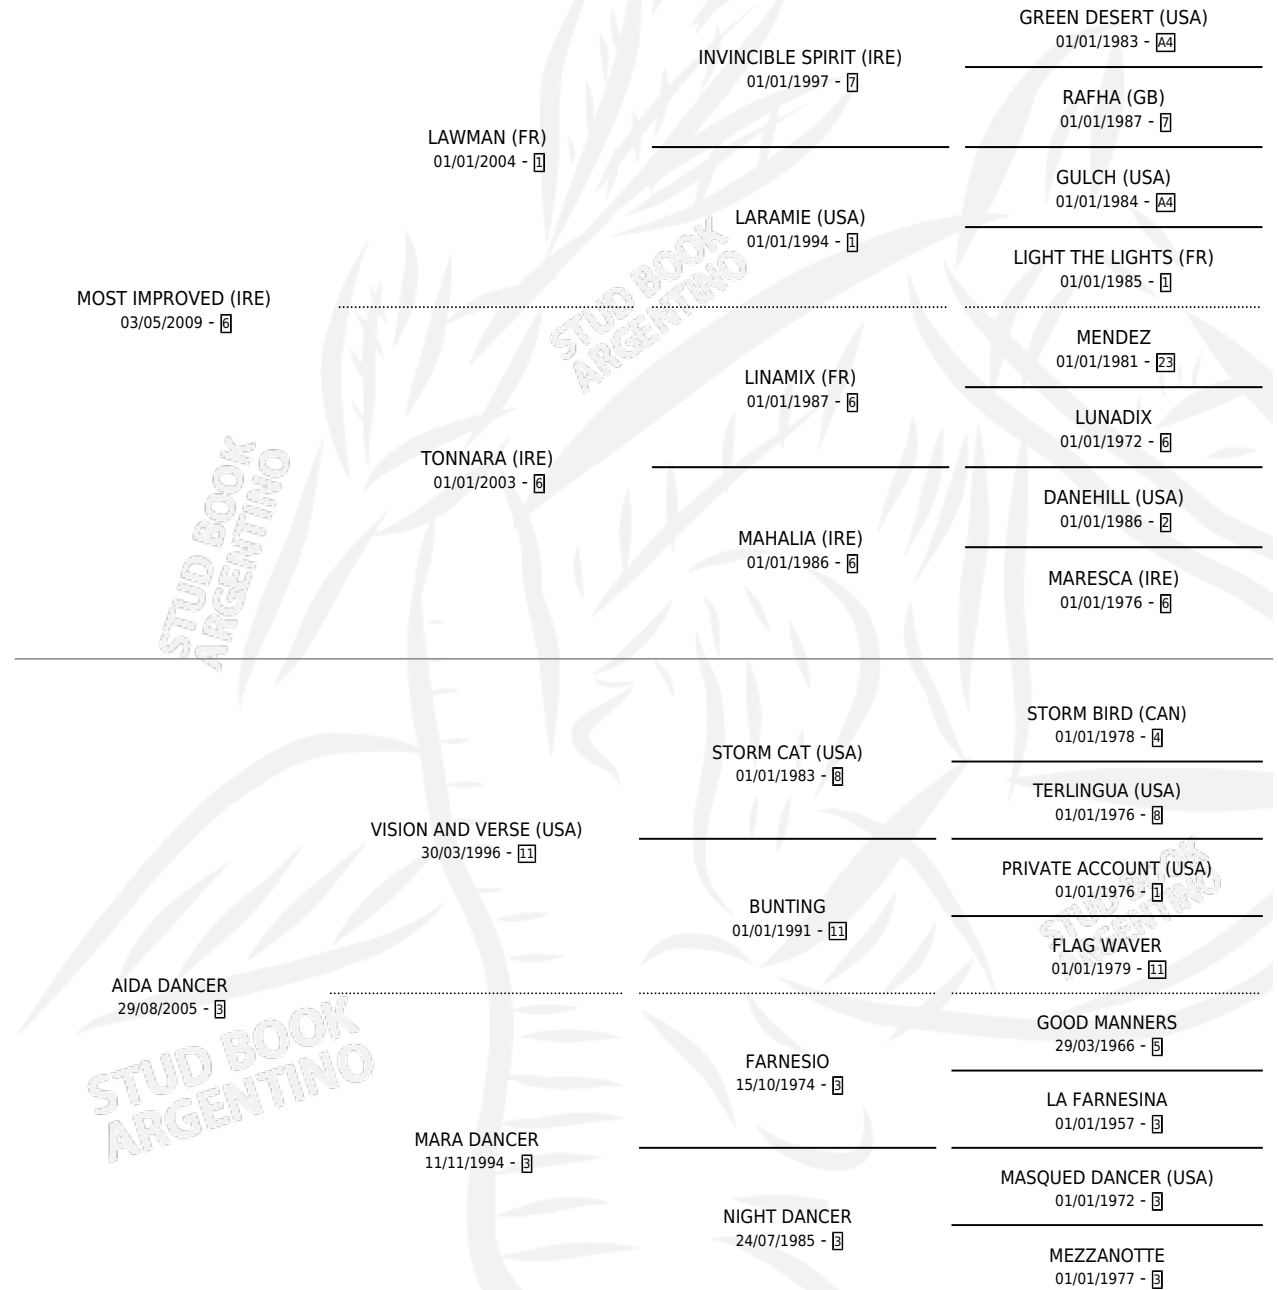 GREEN DESERT (USA)
01/01/1983 - A4
INVINCIBLE SPIRIT (IRE)
01/01/1997 - 7
RAFHA (GB)
01/01/1987 - 7
LAWMAN (FR)
01/01/2004 - 1
GULCH (USA)
01/01/1984 - A4
LARAMIE (USA)
01/01/1994 - 1
LIGHT THE LIGHTS (FR)
01/01/1985 - 1
MOST IMPROVED (IRE)
03/05/2009 - 6
STUD BOOK
ARGENTINO
MENDEZ
01/01/1981 - 23
LINAMIX (FR)
01/01/1987 - 6
LUNADIX
01/01/1972 - 6
TONNARA (IRE)
01/01/2003 - 6
DANEHILL (USA)
01/01/1986 - 2
MAHALIA (IRE)
01/01/1986 - 6
MARESCA (IRE)
01/01/1976 - 6
STUD BOOK
ARGENTINO
STORM BIRD (CAN)
01/01/1978 - 4
STORM CAT (USA)
01/01/1983 - 8
TERLINGUA (USA)
01/01/1976 - 8
VISION AND VERSE (USA)
30/03/1996 - 11
PRIVATE ACCOUNT (USA)
01/01/1976 - 1
BUNTING
01/01/1991 - 11
STUD BOOK
ARGENTINO
FLAG WAVER
01/01/1979 - 11
AIDA DANCER
29/08/2005 - 3
STUD BOOK
ARGENTINO
GOOD MANNERS
29/03/1966 - 5
FARNESIO
15/10/1974 - 3
LA FARNESINA
01/01/1957 - 3
MARA DANCER
11/11/1994 - 3
MASQUED DANCER (USA)
01/01/1972 - 3
NIGHT DANCER
24/07/1985 - 3
MEZZANOTTE
01/01/1977 - 3